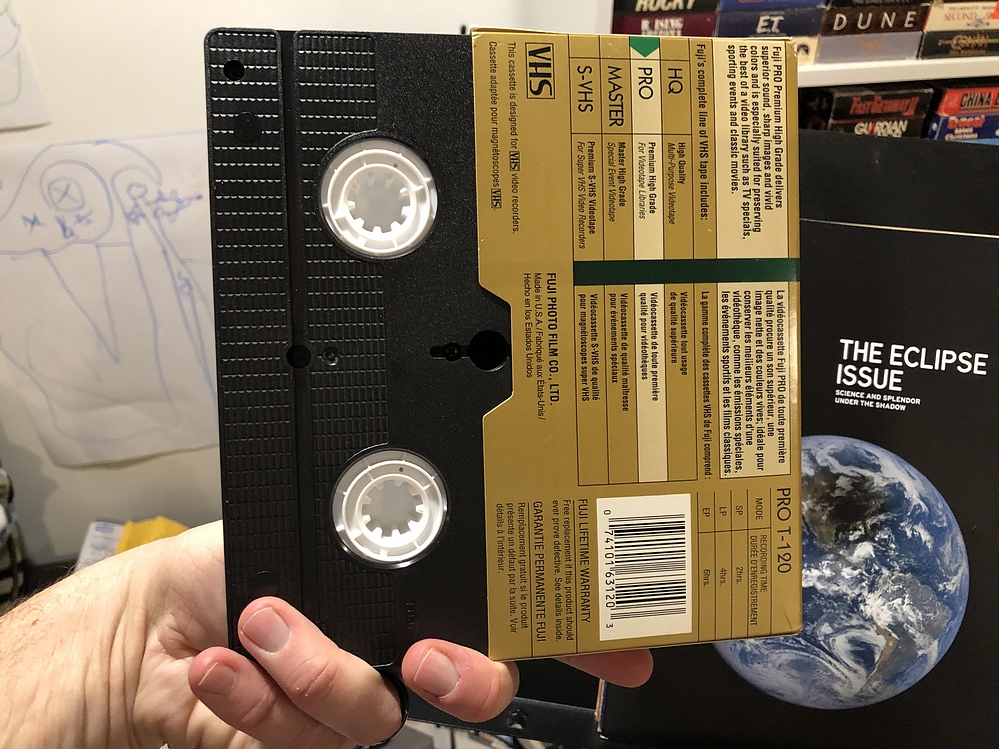 Fuji PRO Premium High Grade delivers
superior sound, sharp images and vivid
colors and is especially suited for preserving
the best of a video library such as TV specials,
sporting events and classic movies.
Fuji's complete line of VHS tape includes:
HQ
High Quality
Multi-Purpose Videotape
PRO
Premium High Grade
For Videotape Libraries
MASTER
Master High Grade
Special Event Videotape
S-VHS
Premium S-VHS Videotape
For Super VHS Video Recorders
VHS
This cassette is designed for VHS video recorders.
Cassette adaptée pour magnétoscopes VHS.
La vidéocassette Fuji PRO de toute première
qualité procure un son supérieur, une
image nette et des couleurs vives; idéale pour
conserver les meilleurs éléments d'une
vidéothèque, comme les émissions spéciales,
les événements sportifs et les films classiques.
La gamme complète des cassettes VHS de Fuji comprend:
Vidéocassette tout usage
de qualité supérieure
Vidéocassette de toute première
qualité pour vidéothèques
Vidéocassette de qualité maîtresse
pour événements spéciaux
Vidéocassette S-VHS de qualité
pour magnétoscopes super VHS
FUJI PHOTO FILM CO., LTD.
Made in U.S.A./Fabriqué aux États-Unis/
Hecho en los Estados Unidos
PRO T-120
MODE
RECORDING TIME
DURÉE D'ENREGISTREMENT
SP 2hrs.
LP 4hrs.
EP 6hrs.
0 74101 63120 3
FUJI LIFETIME WARRANTY
Free replacement if this product should
ever prove defective. See details inside.
GARANTIE PERMANENTE FUJI
Remplacement gratuit si le produit
présente un défaut par la suite. Voir
détails à l'intérieur.
THE ECLIPSE
ISSUE
SCIENCE AND SPLENDOR
UNDER THE SHADOW
ROCKY
RAISING
E.T.
DUNE
CHINA
GUARDIAN